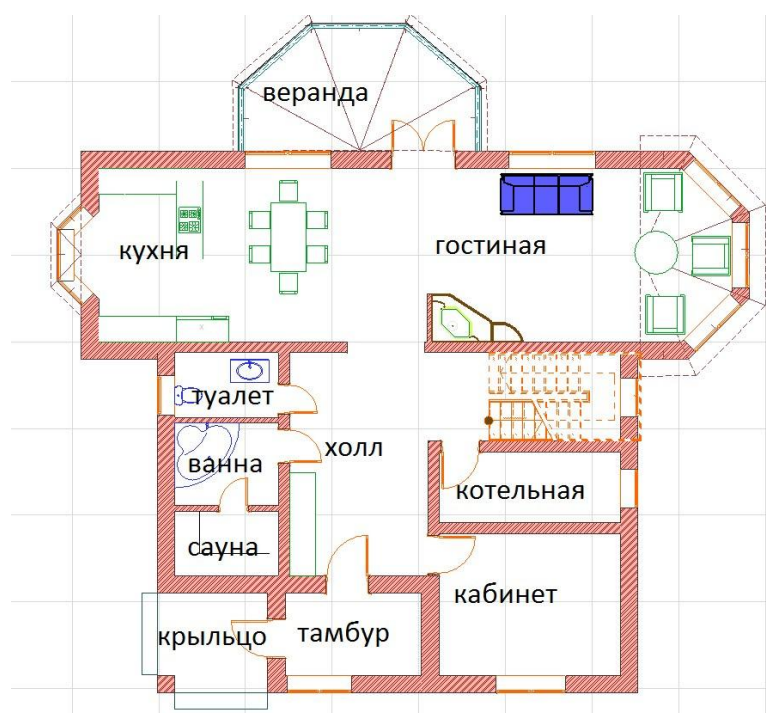 веранда
кухня
гостиная
туалет
холл
ванна
котельная
сауна
кабинет
крыльцо
тамбур